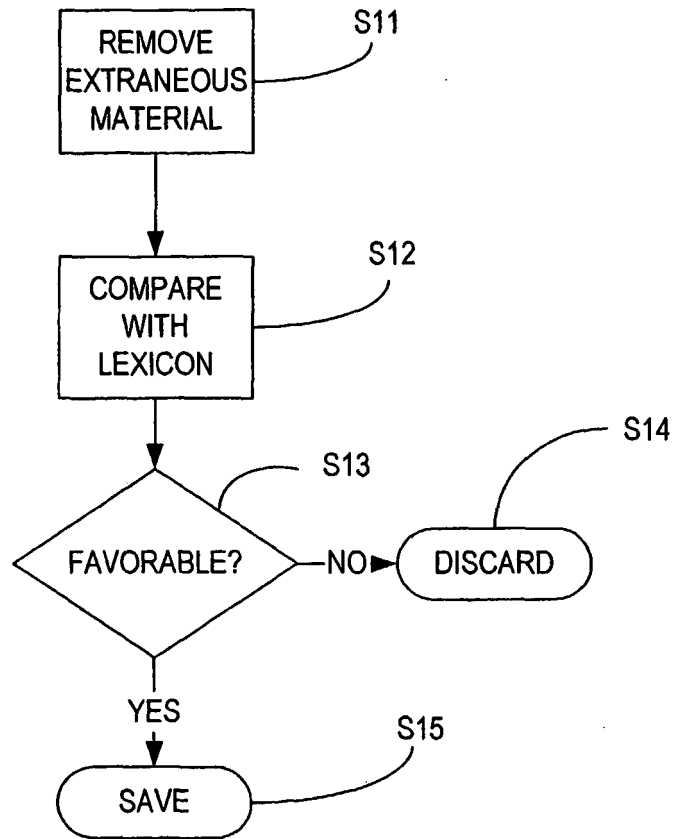 REMOVE
EXTRANEOUS
MATERIAL
S11
COMPARE
WITH
LEXICON
S12
FAVORABLE?
S13
NO
DISCARD
S14
YES
SAVE
S15